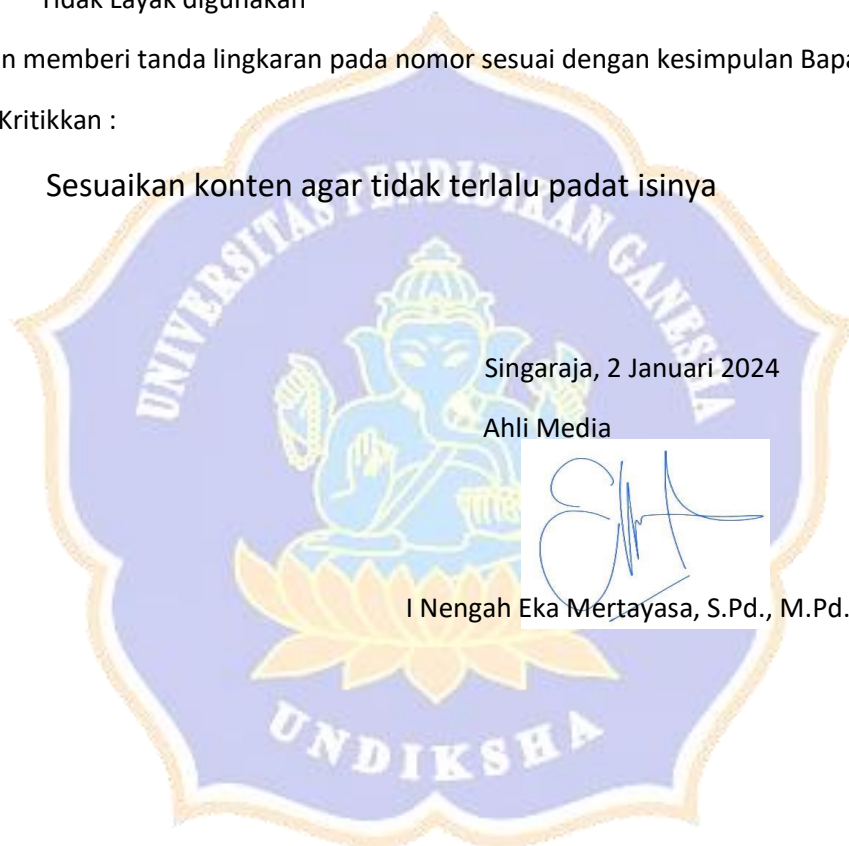 Tidak Layak digunakan
n memberi tanda lingkaran pada nomor sesuai dengan kesimpulan Bapa
Kritikkan :
Sesuaikan konten agar tidak terlalu padat isinya
UNIVERSITAS PENDIDIKAN GANESHA
Singaraja, 2 Januari 2024
Ahli Media
I Nengah Eka Mertayasa, S.Pd., M.Pd.
UNDIKSHA